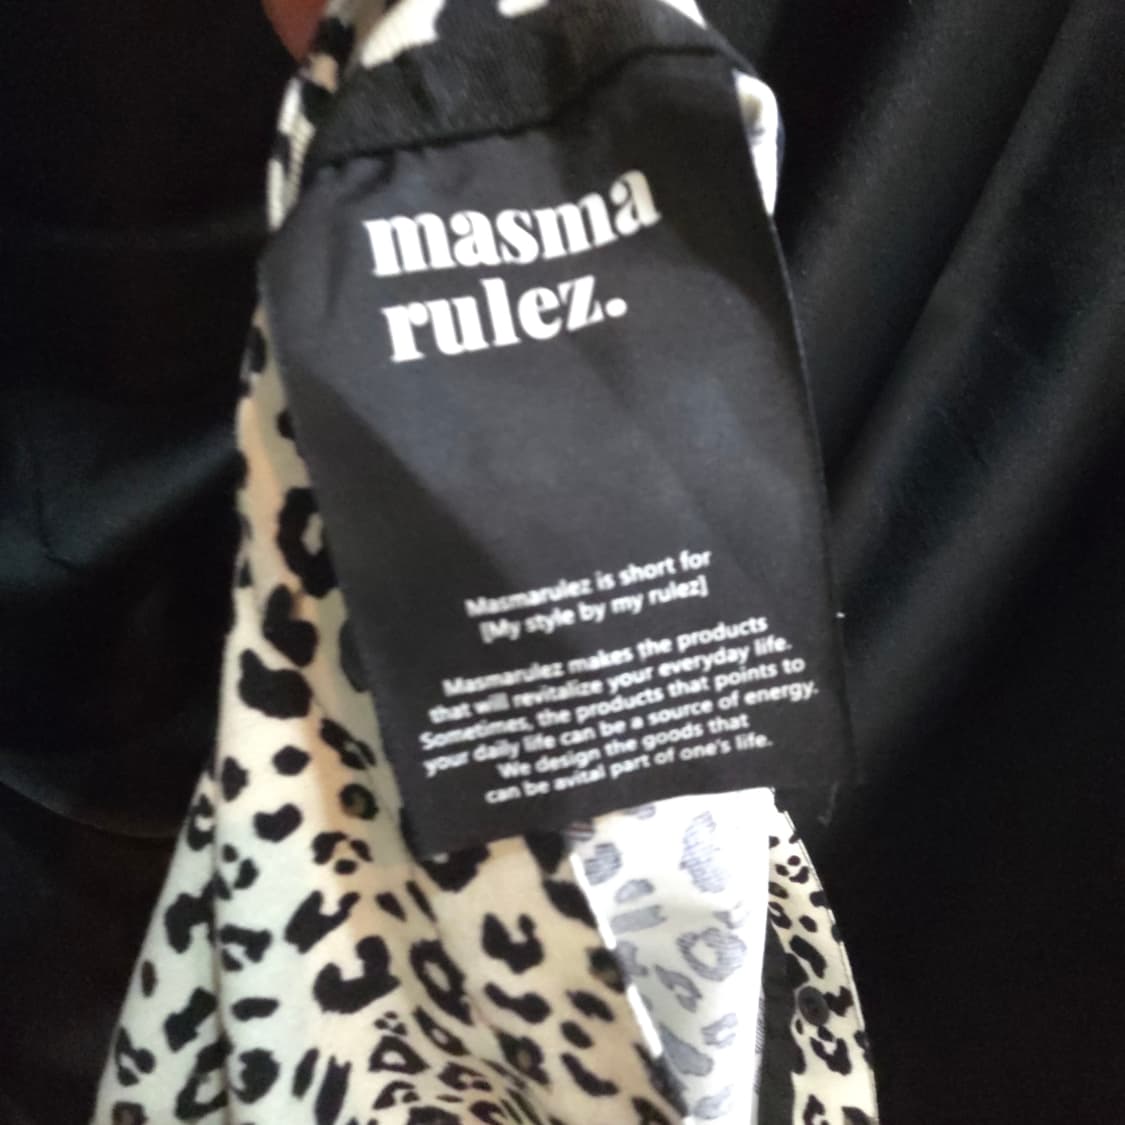 masma
rulez.
Masmarulez is short for
[My style by my rulez]
Masmarulez makes the products
that will revitalize your everyday life.
Sometimes, the products that points to
your daily life can be a source of energy.
We design the goods that
can be avital part of one's life.